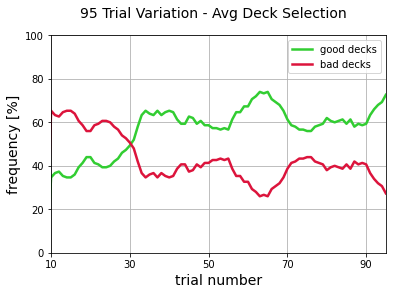 95 Trial Variation - Avg Deck Selection
good decks
bad decks
frequency [%]
100
80
60
40
20
0
10
30
50
70
90
trial number